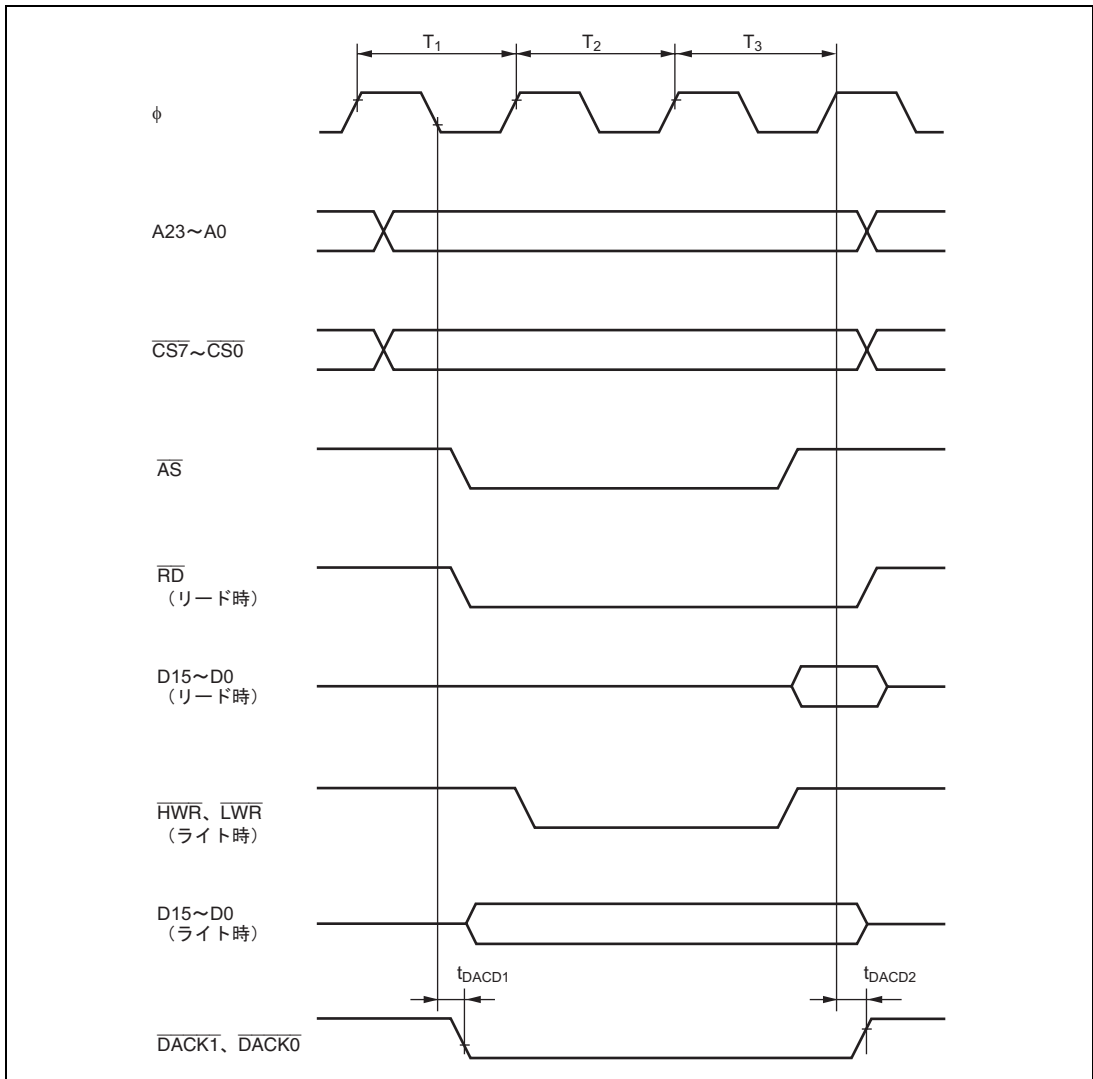 T1 T2 T3
φ
A23～A0
CS7～CS0
AS
RD
（リード時）
D15～D0
（リード時）
HWR、LWR
（ライト時）
D15～D0
（ライト時）
tDACD1 tDACD2
DACK1、DACK0